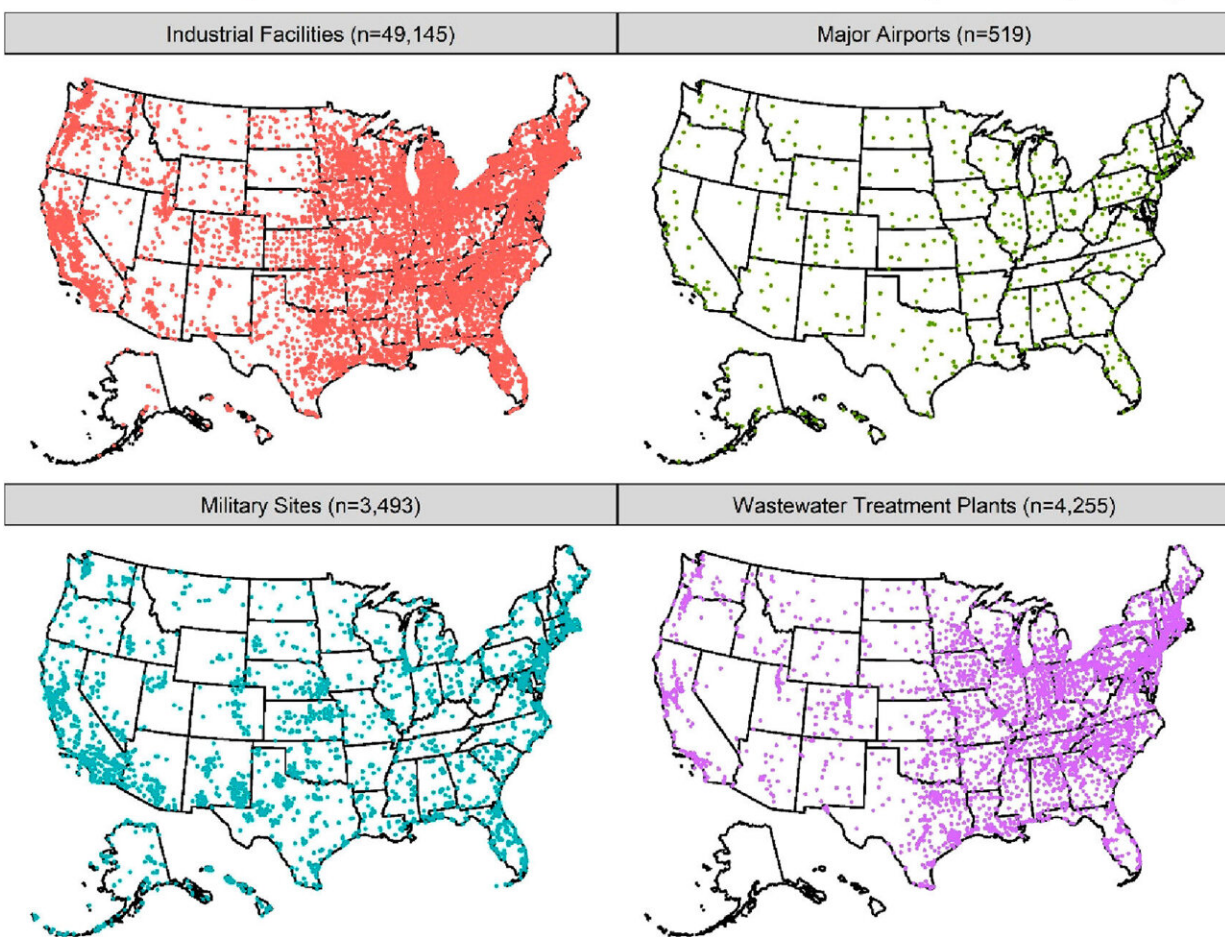 Industrial Facilities (n=49,145)
Major Airports (n=519)
Military Sites (n=3,493)
Wastewater Treatment Plants (n=4,255)